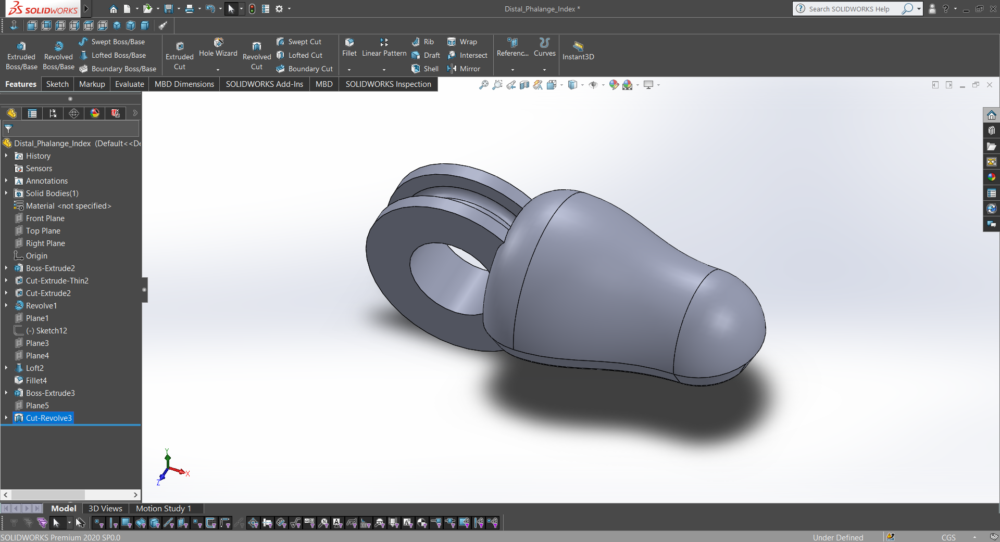 SOLIDWORKS
Distal_Phalange_Index *
Search SOLIDWORKS Help
?
Extruded Boss/Base
Revolved Boss/Base
Swept Boss/Base
Lofted Boss/Base
Boundary Boss/Base
Extruded Cut
Hole Wizard
Revolved Cut
Swept Cut
Lofted Cut
Boundary Cut
Fillet
Linear Pattern
Rib
Draft
Shell
Wrap
Intersect
Mirror
Referenc...
Curves
Instant3D
Features
Sketch
Markup
Evaluate
MBD Dimensions
SOLIDWORKS Add-Ins
MBD
SOLIDWORKS Inspection
Distal_Phalange_Index (Default<<De
History
Sensors
Annotations
Solid Bodies(1)
Material <not specified>
Front Plane
Top Plane
Right Plane
Origin
Boss-Extrude2
Cut-Extrude-Thin2
Cut-Extrude2
Revolve1
Plane1
(-) Sketch12
Plane3
Plane4
Loft2
Fillet4
Boss-Extrude3
Plane5
Cut-Revolve3
Y
X
Z
Model
3D Views
Motion Study 1
SOLIDWORKS Premium 2020 SP0.0
Under Defined
CGS